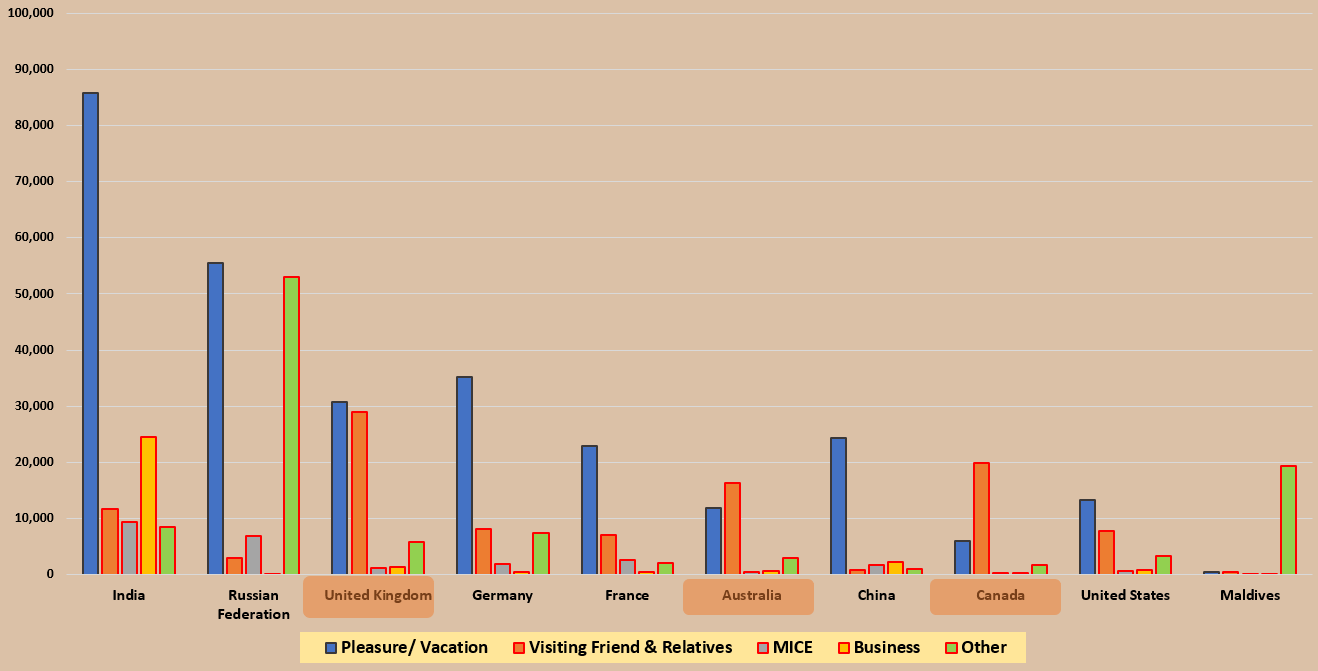 100,000
90,000
80,000
70,000
60,000
50,000
40,000
30,000
20,000
10,000
0
India
Russian
Federation
United Kingdom
Germany
France
Australia
China
Canada
United States
Maldives
Pleasure/ Vacation
Visiting Friend & Relatives
MICE
Business
Other